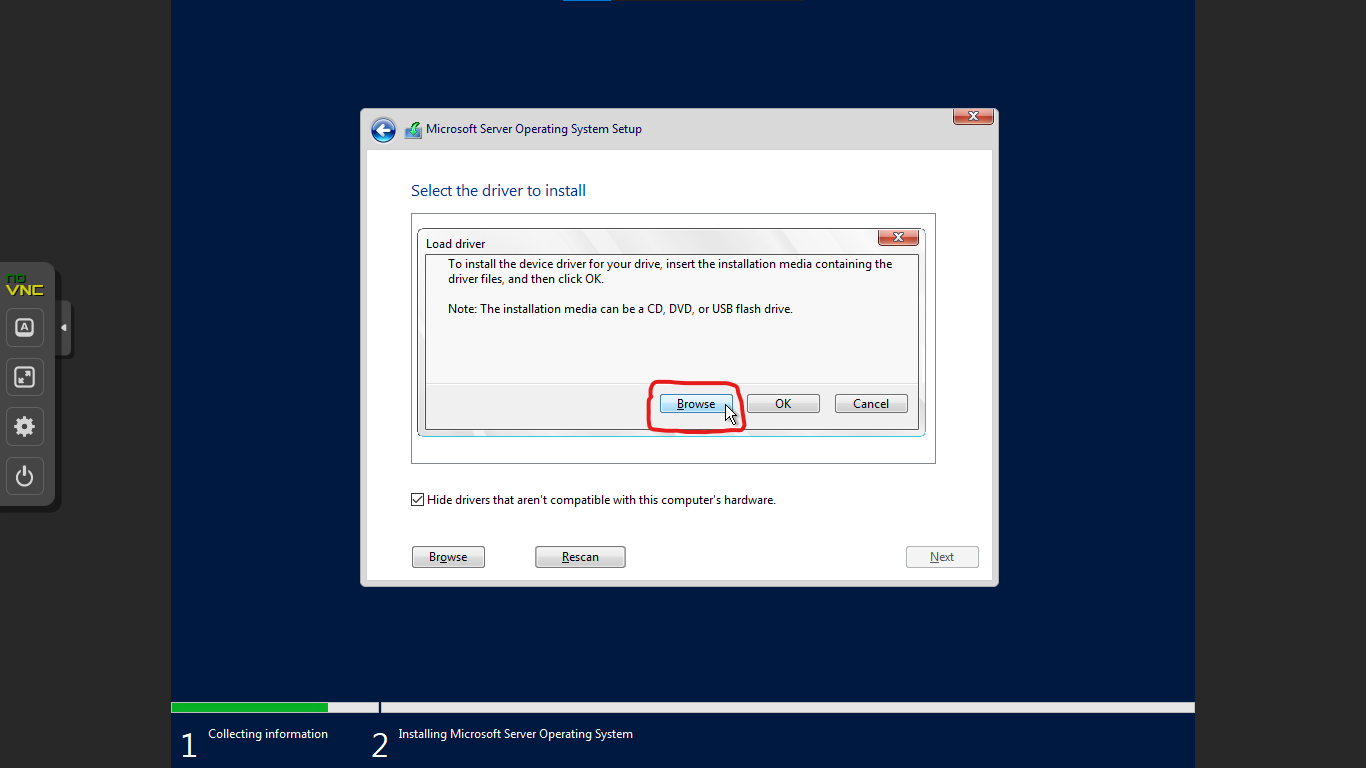 Microsoft Server Operating System Setup
Select the driver to install
Load driver
To install the device driver for your drive, insert the installation media containing the
driver files, and then click OK.
Note: The installation media can be a CD, DVD, or USB flash drive.
Browse OK Cancel
no
VNC
A
Hide drivers that aren't compatible with this computer's hardware.
Browse Rescan Next
1 Collecting information 2 Installing Microsoft Server Operating System